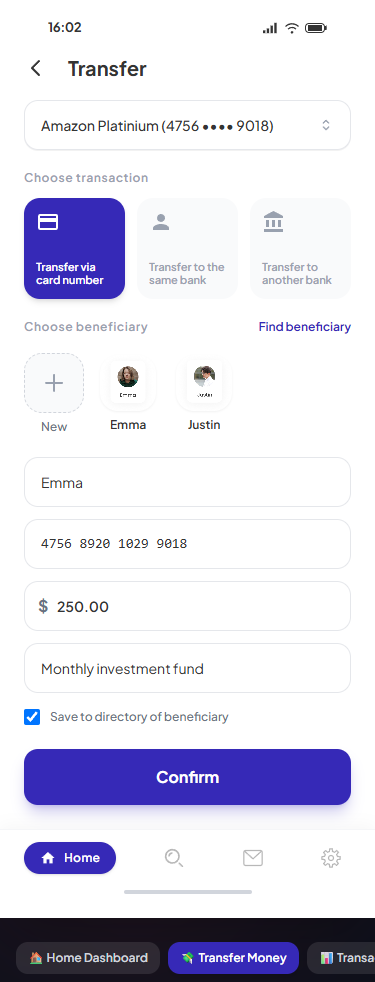 16:02
Transfer
Amazon Platinium (4756 •••• 9018)
Choose transaction
Transfer via
card number
Transfer to the
same bank
Transfer to
another bank
Choose beneficiary
Find beneficiary
New
Emma
Justin
Emma
4756 8920 1029 9018
$ 250.00
Monthly investment fund
Save to directory of beneficiary
Confirm
Home
Home Dashboard
Transfer Money
Transa